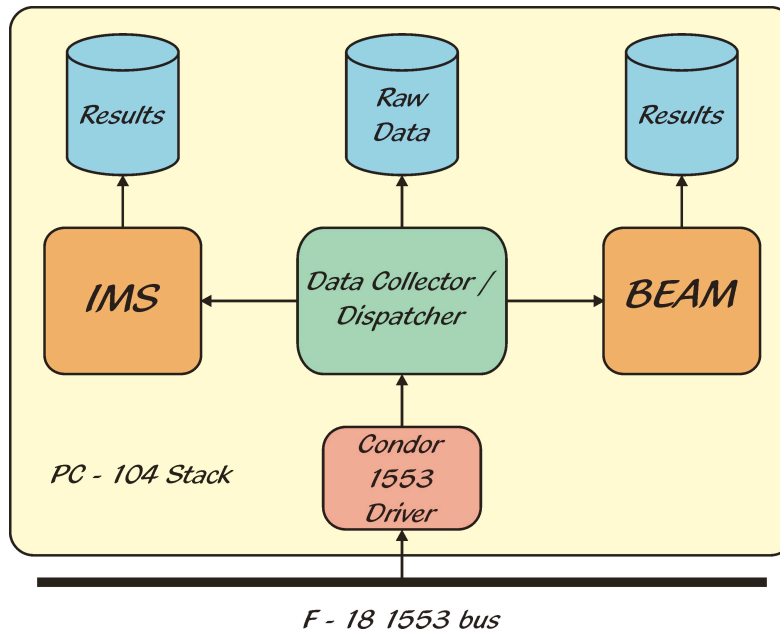 Results
Raw
Data
Results
IMS
Data Collector /
Dispatcher
BEAM
Condor
1553
Driver
PC - 104 Stack
F - 18 1553 bus